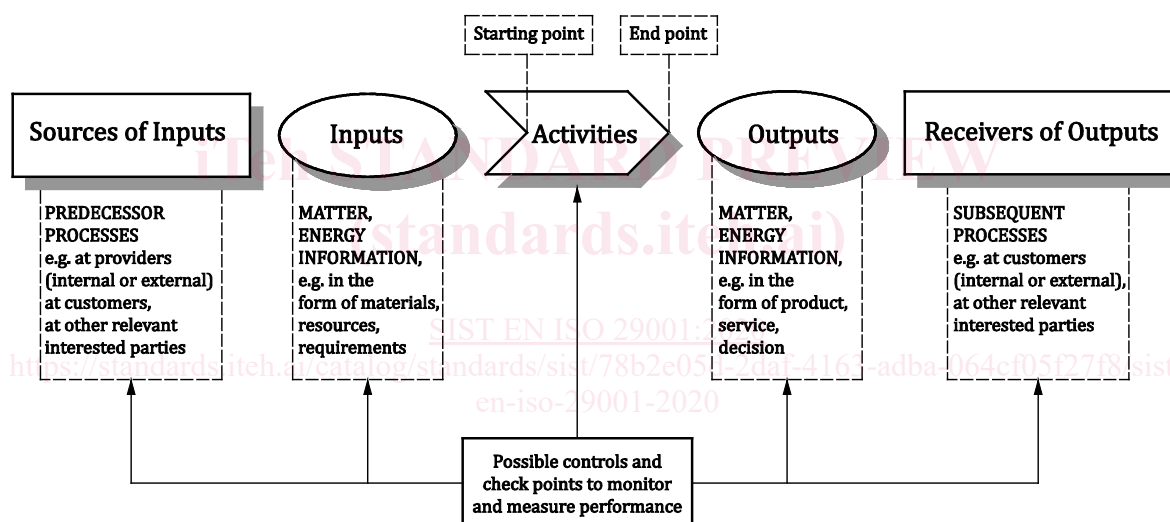 Starting point
End point
Sources of Inputs
Inputs
Activities
Outputs
Receivers of Outputs
iTeh STANDARD PREVIEW
(standards.iteh.ai)
PREDECESSOR
PROCESSES
e.g. at providers
(internal or external)
at customers,
at other relevant
interested parties
MATTER,
ENERGY
INFORMATION,
e.g. in the
form of materials,
resources,
requirements
MATTER,
ENERGY
INFORMATION,
e.g. in the
form of product,
service,
decision
SUBSEQUENT
PROCESSES
e.g. at customers
(internal or external),
at other relevant
interested parties
SIST EN ISO
https://standards.iteh.ai/catalog/standards/sist/78b2e05d-2daf-4163-adba-064cf05f27f8/sist
en-iso-29001-2020
Possible controls and
check points to monitor
and measure performance